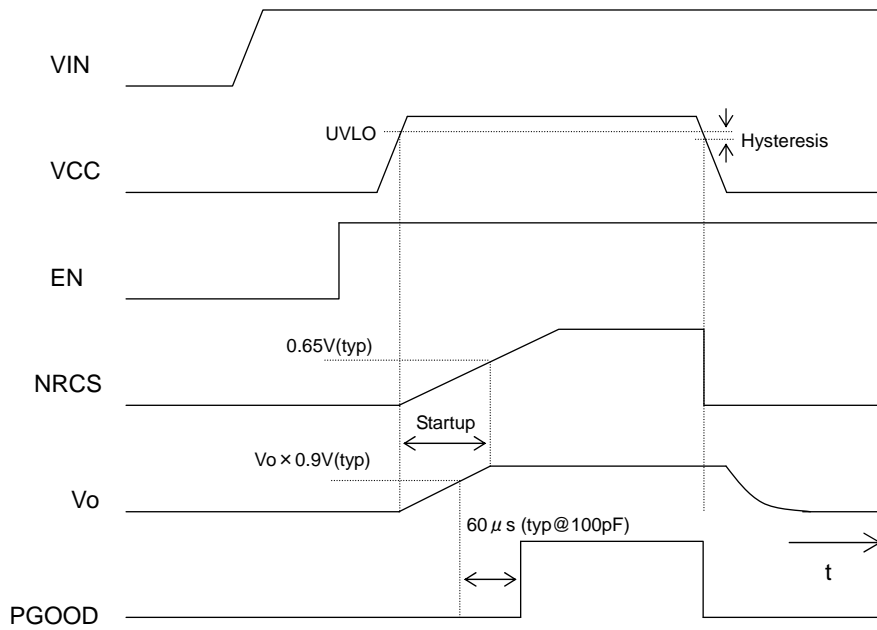 VIN
UVLO
Hysteresis
VCC
EN
0.65V(typ)
NRCS
Startup
Vo×0.9V(typ)
Vo
60μs (typ@100pF)
t
PGOOD